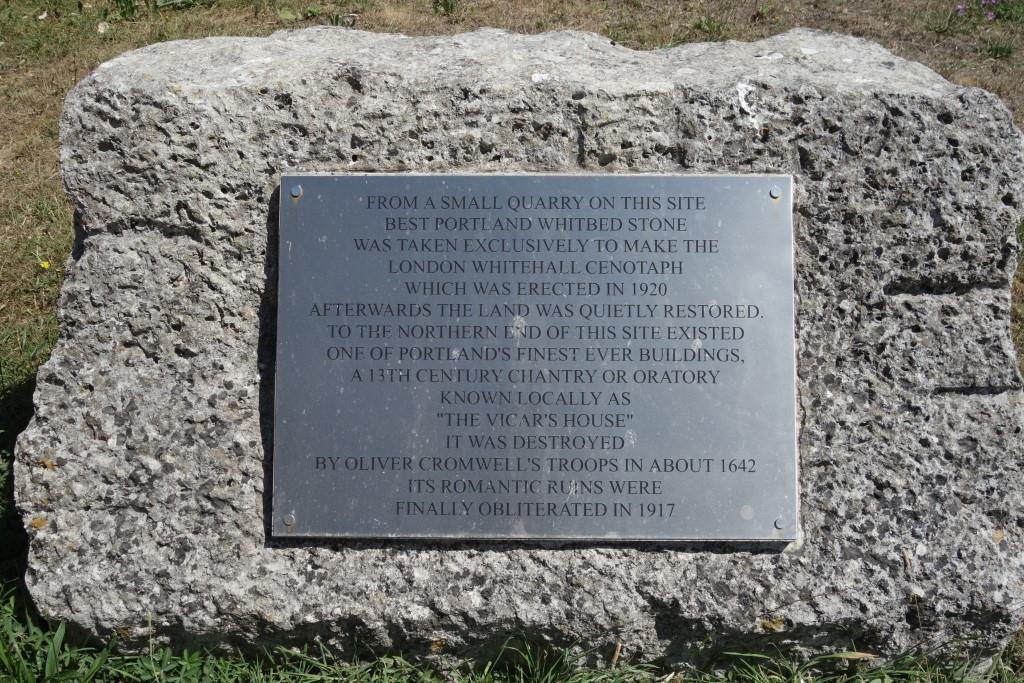 FROM A SMALL QUARRY ON THIS SITE
BEST PORTLAND WHITBED STONE
WAS TAKEN EXCLUSIVELY TO MAKE THE
LONDON WHITEHALL CENOTAPH
WHICH WAS ERECTED IN 1920
AFTERWARDS THE LAND WAS QUIETLY RESTORED.
TO THE NORTHERN END OF THIS SITE EXISTED
ONE OF PORTLAND'S FINEST EVER BUILDINGS,
A 13TH CENTURY CHANTRY OR ORATORY
KNOWN LOCALLY AS
"THE VICAR'S HOUSE"
IT WAS DESTROYED
BY OLIVER CROMWELL'S TROOPS IN ABOUT 1642
ITS ROMANTIC RUINS WERE
FINALLY OBLITERATED IN 1917